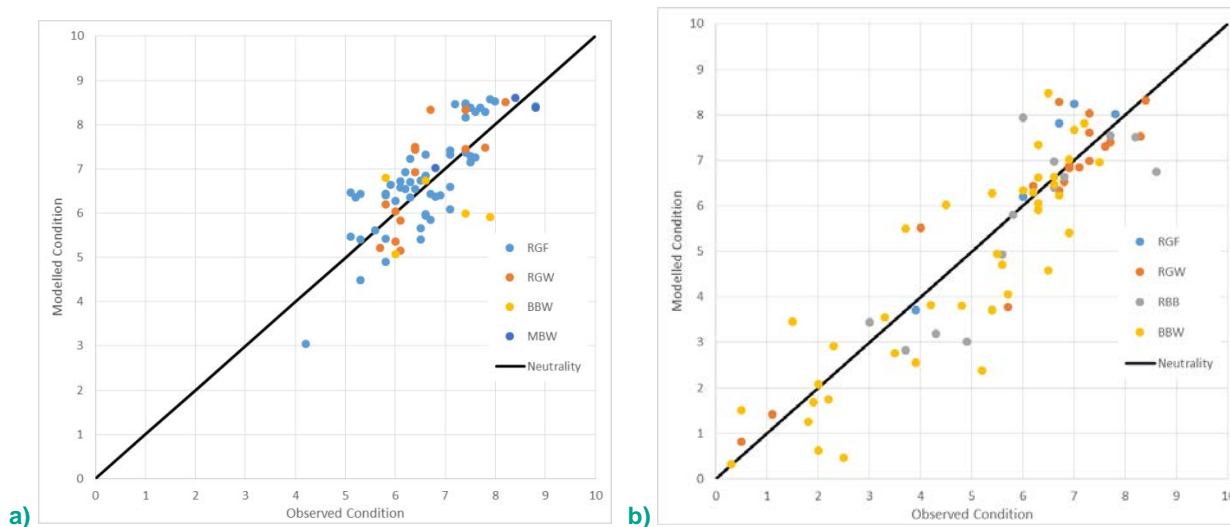 10
9
8
7
6
5
4
3
2
1
0
Modelled Condition
RGF
RGW
BBW
MBW
Neutrality
0 1 2 3 4 5 6 7 8 9 10
Observed Condition
a)
10
9
8
7
6
5
4
3
2
1
0
Modelled Condition
RGF
RGW
RBB
BBW
Neutrality
0 1 2 3 4 5 6 7 8 9 10
Observed Condition
b)